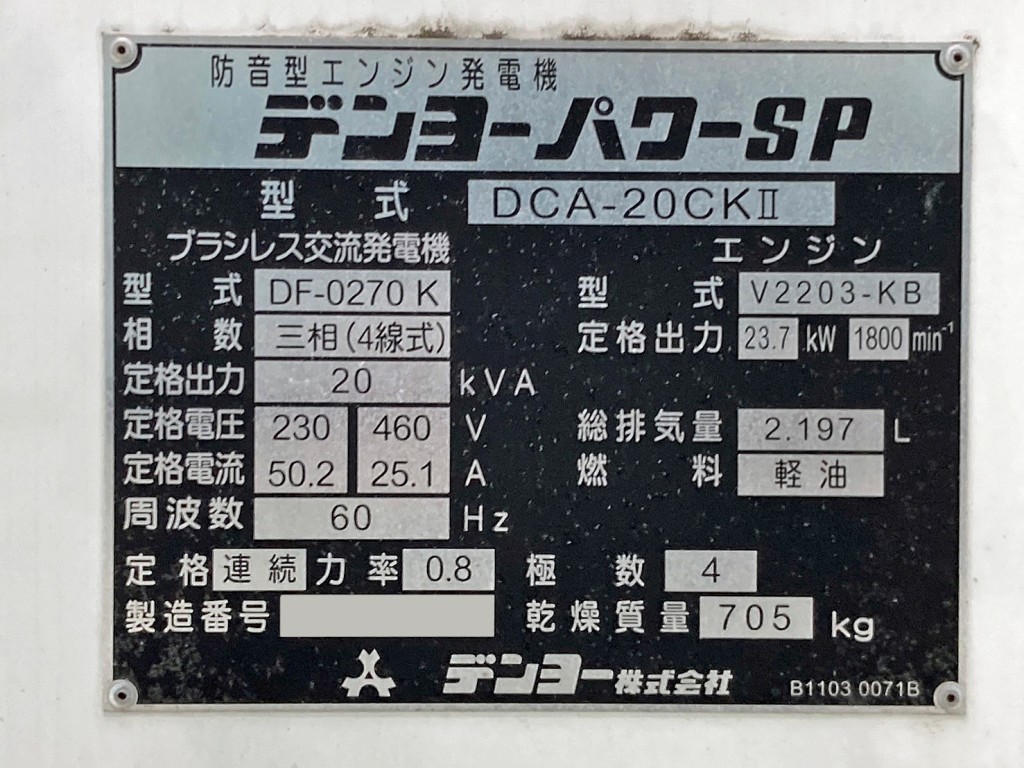 防音型エンジン発電機
デンヨーパワーSP
型 式 DCA-20CKⅡ
ブラシレス交流発電機
型 式 DF-0270 K
相 数 三相(4線式)
定格出力 20 kVA
定格電圧 230 460 V
定格電流 50.2 25.1 A
周波数 60 Hz
エンジン
型 式 V2203-KB
定格出力 23.7 kW 1800 min⁻¹
総排気量 2.197 L
燃 料 軽油
定格 連続 力率 0.8 極 数 4
製造番号 乾燥質量 705 kg
デンヨー株式会社 B1103 0071B